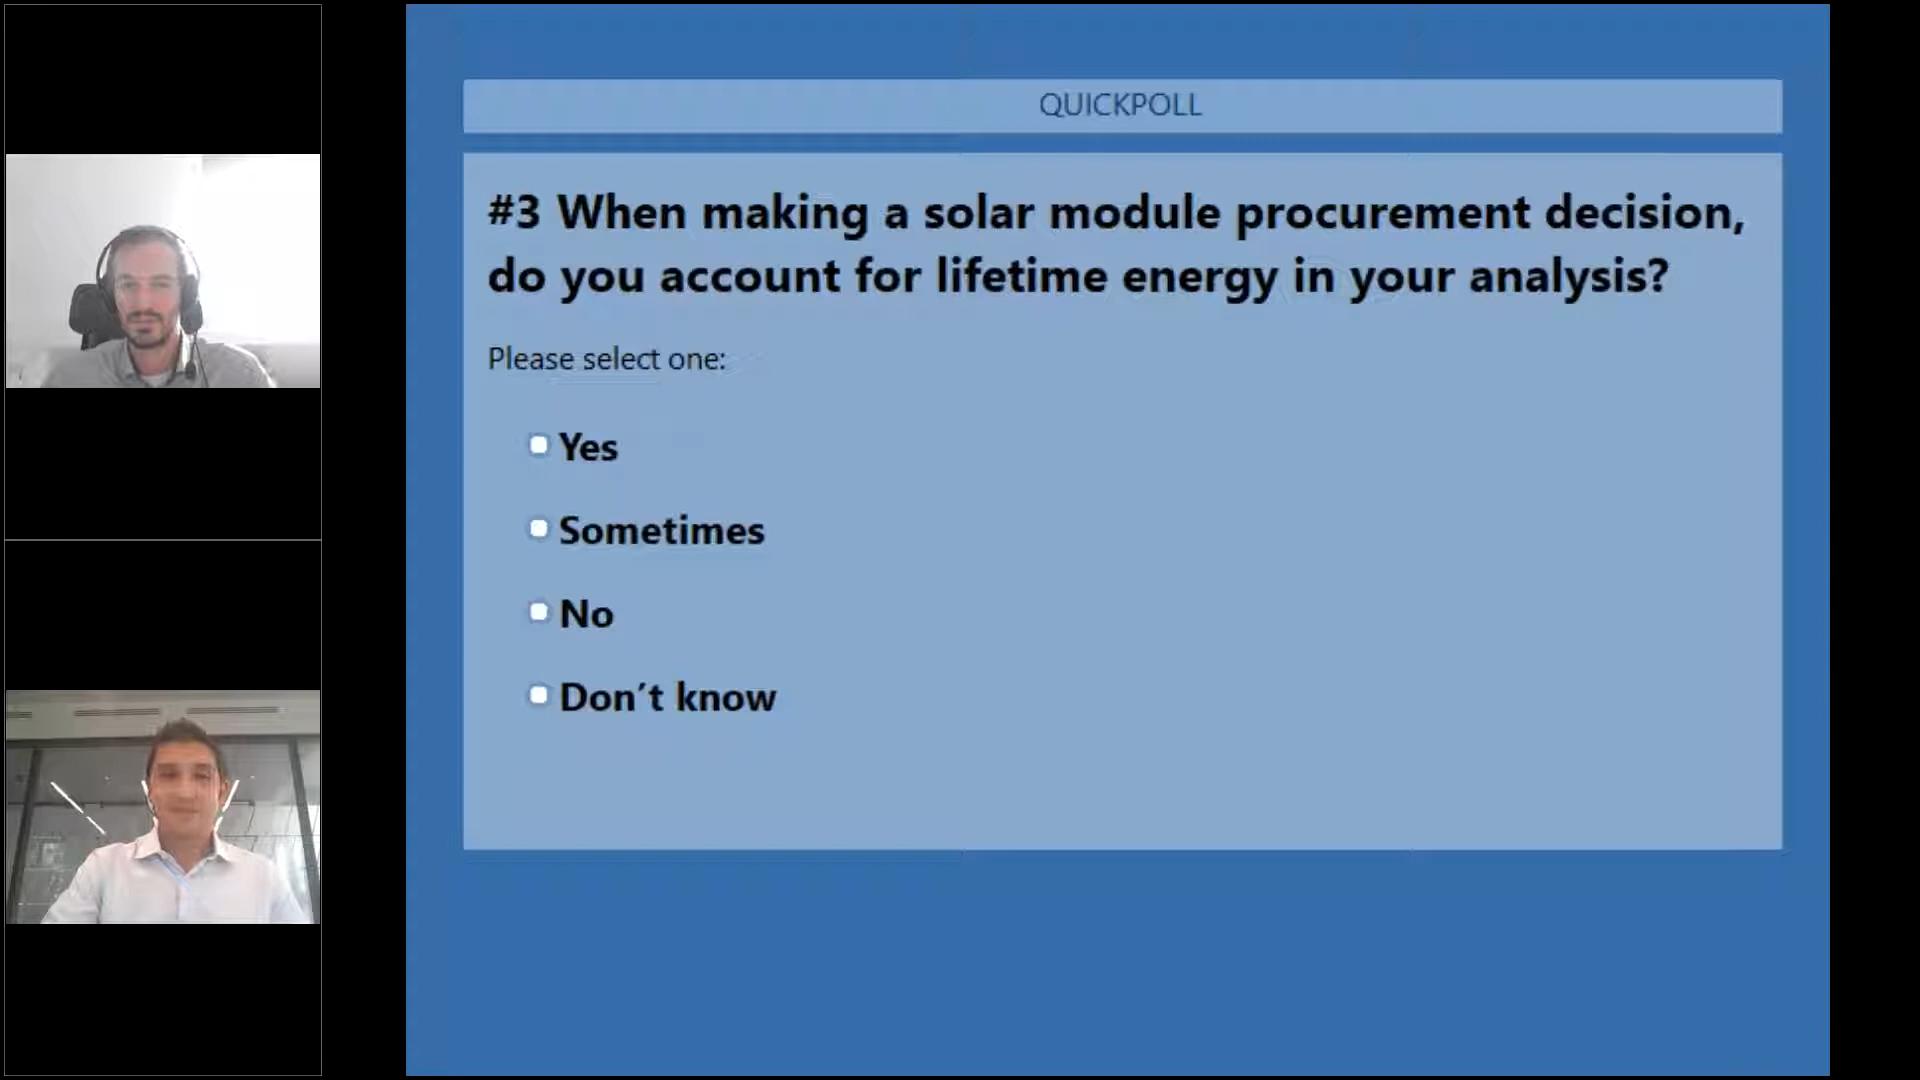 QUICKPOLL
#3 When making a solar module procurement decision,
do you account for lifetime energy in your analysis?
Please select one:
Yes
Sometimes
No
Don’t know